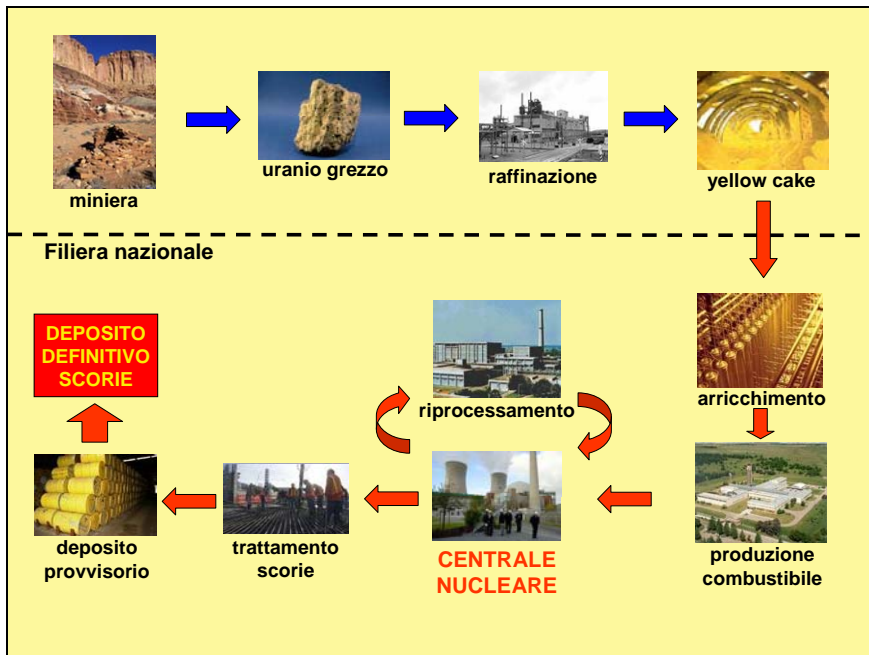 miniera
uranio grezzo
raffinazione
yellow cake
Filiera nazionale
DEPOSITO
DEFINITIVO
SCORIE
riprocessamento
arricchimento
deposito
provvisorio
trattamento
scorie
CENTRALE
NUCLEARE
produzione
combustibile